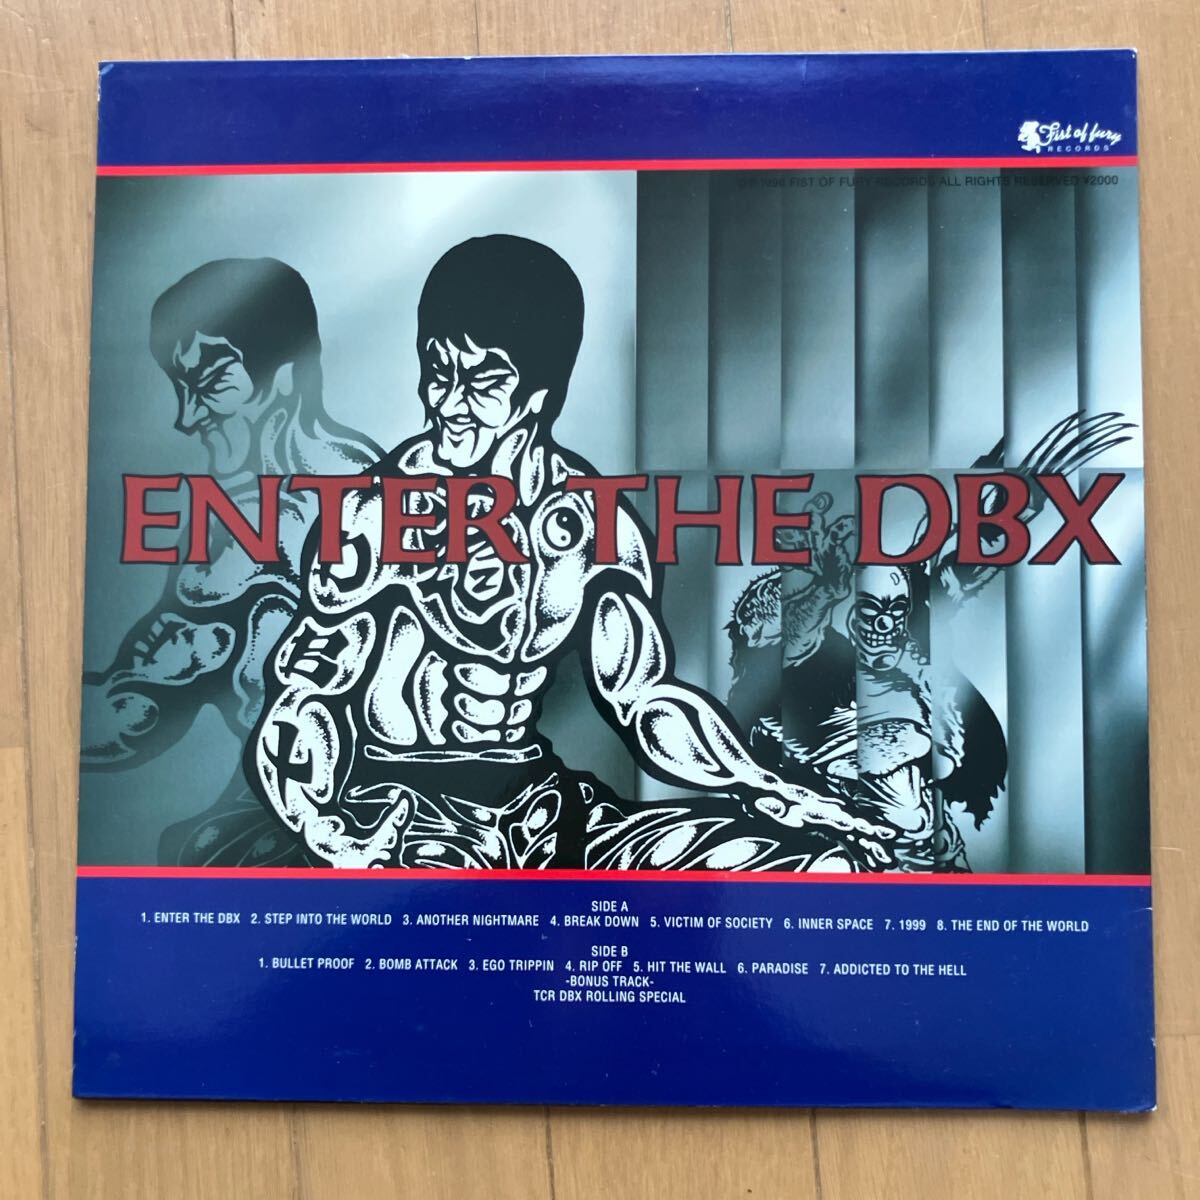 Fist of fury
RECORDS
1996 FIST OF FURY RECORDS ALL RIGHTS RESERVED ¥2000
ENTER THE DBX
SIDE A
1. ENTER THE DBX 2. STEP INTO THE WORLD 3. ANOTHER NIGHTMARE 4. BREAK DOWN 5. VICTIM OF SOCIETY 6. INNER SPACE 7. 1999 8. THE END OF THE WORLD
SIDE B
1. BULLET PROOF 2. BOMB ATTACK 3. EGO TRIPPIN 4. RIP OFF 5. HIT THE WALL 6. PARADISE 7. ADDICTED TO THE HELL
-BONUS TRACK-
TCR DBX ROLLING SPECIAL